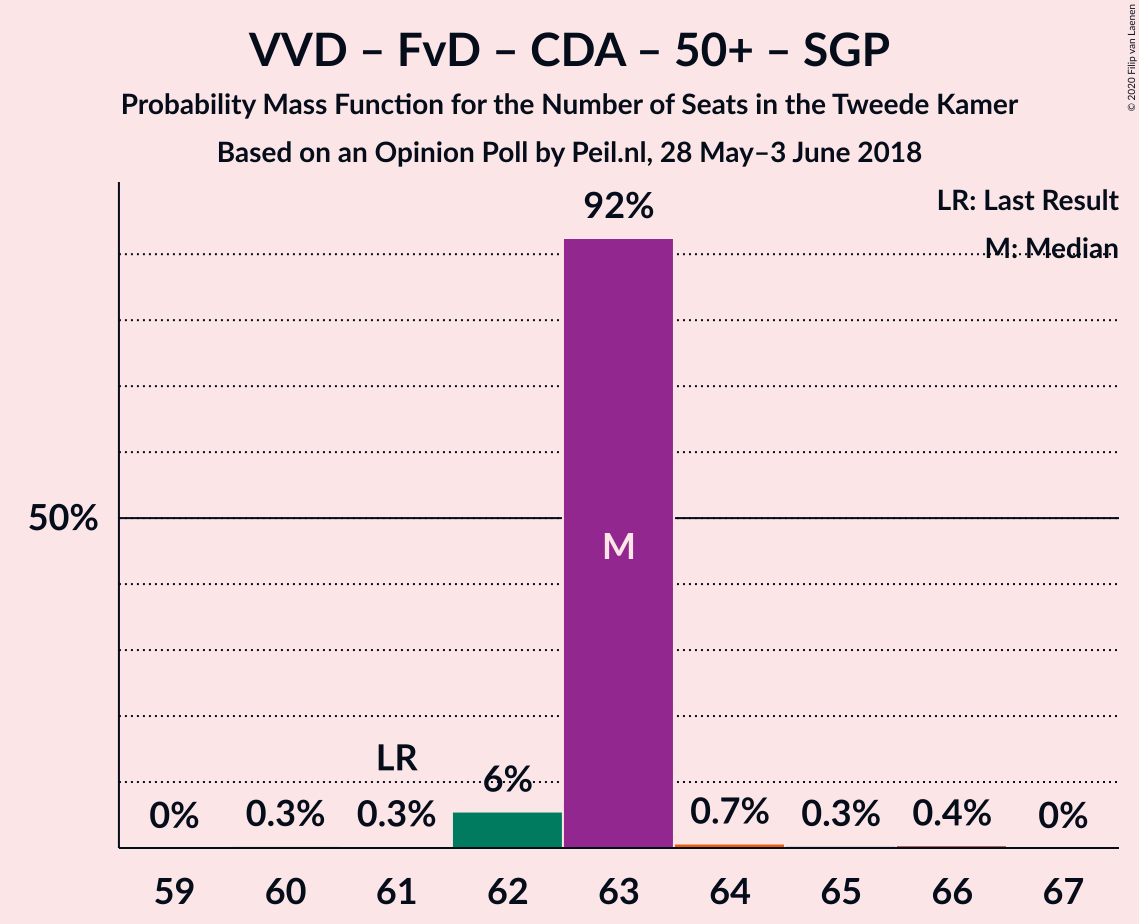 VVD – FvD – CDA – 50+ – SGP
Probability Mass Function for the Number of Seats in the Tweede Kamer
Based on an Opinion Poll by Peil.nl, 28 May–3 June 2018
© 2020 Filip van Laenen
LR: Last Result
M: Median
92%
50%
M
LR
6%
0% 0.3% 0.3% 0.7% 0.3% 0.4% 0%
59 60 61 62 63 64 65 66 67